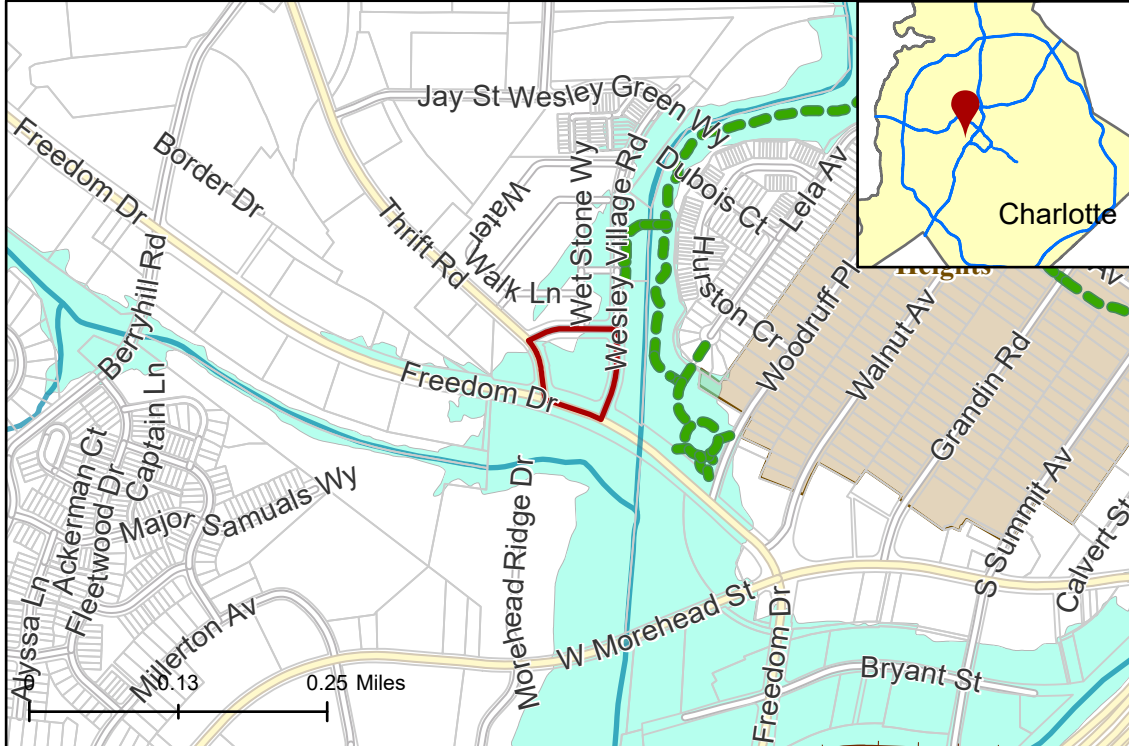 Jay St
Wesley Green Wy
Freedom Dr
Border Dr
Thrift Rd
Water
Walk Ln
Wet Stone Wy
Wesley Village Rd
Dubois Ct
Lela Av
Hurston Cr
Charlotte
Heights
Av
Woodruff Pl
Walnut Av
Grandin Rd
Berryhill Rd
Captain Ln
Freedom Dr
Ackerman Ct
Fleetwood Dr
Major Samuals Wy
Morehead Ridge Dr
S Summit Av
Calvert St
Alyssa Ln
Millerton Av
W Morehead St
Freedom Dr
Bryant St
0
0.13
0.25 Miles